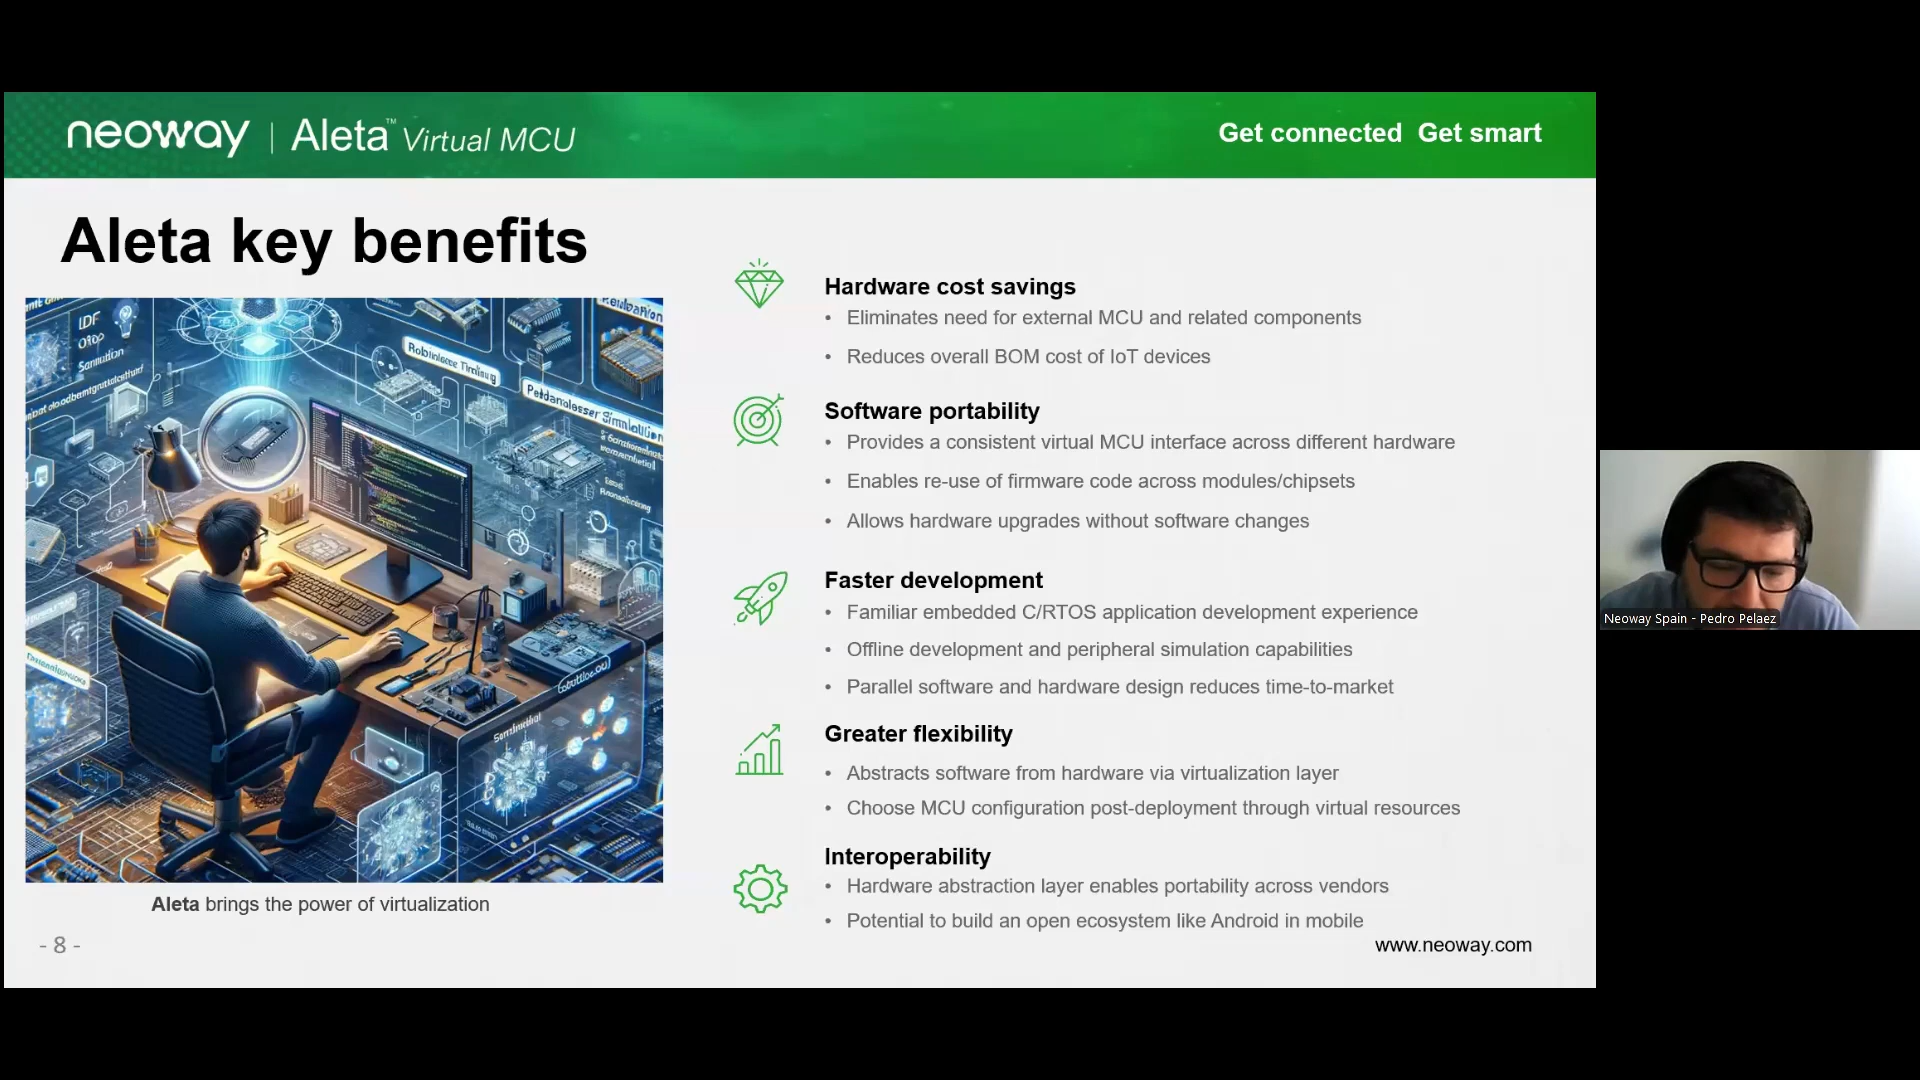 neoway | Aleta™ Virtual MCU
Get connected Get smart
Aleta key benefits
Hardware cost savings
• Eliminates need for external MCU and related components
• Reduces overall BOM cost of IoT devices
Software portability
• Provides a consistent virtual MCU interface across different hardware
• Enables re-use of firmware code across modules/chipsets
• Allows hardware upgrades without software changes
Faster development
• Familiar embedded C/RTOS application development experience
• Offline development and peripheral simulation capabilities
• Parallel software and hardware design reduces time-to-market
Greater flexibility
• Abstracts software from hardware via virtualization layer
• Choose MCU configuration post-deployment through virtual resources
Interoperability
• Hardware abstraction layer enables portability across vendors
• Potential to build an open ecosystem like Android in mobile
Aleta brings the power of virtualization
- 8 -
www.neoway.com
Neoway Spain - Pedro Pelaez